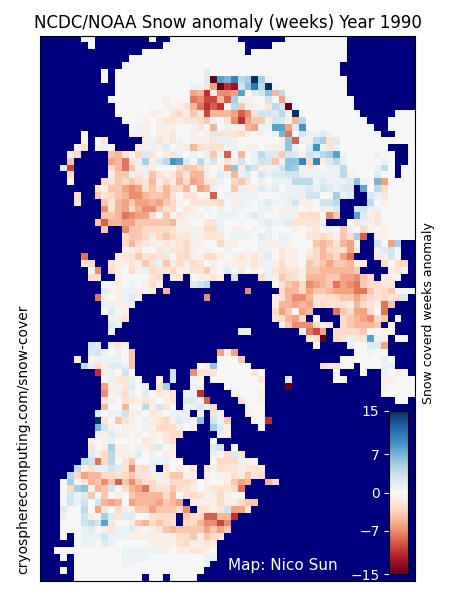 NCDC/NOAA Snow anomaly (weeks) Year 1990
Snow coverd weeks anomaly
15
7
0
−7
−15
Map: Nico Sun
cryospherecomputing.com/snow-cover